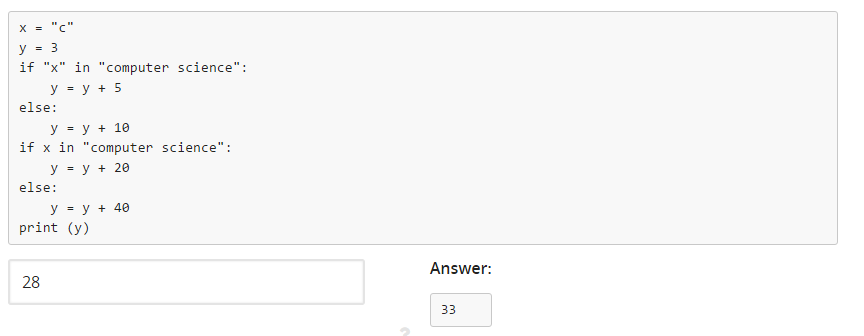 x = "c"
y = 3
if "x" in "computer science":
    y = y + 5
else:
    y = y + 10
if x in "computer science":
    y = y + 20
else:
    y = y + 40
print (y)
28
Answer:
33